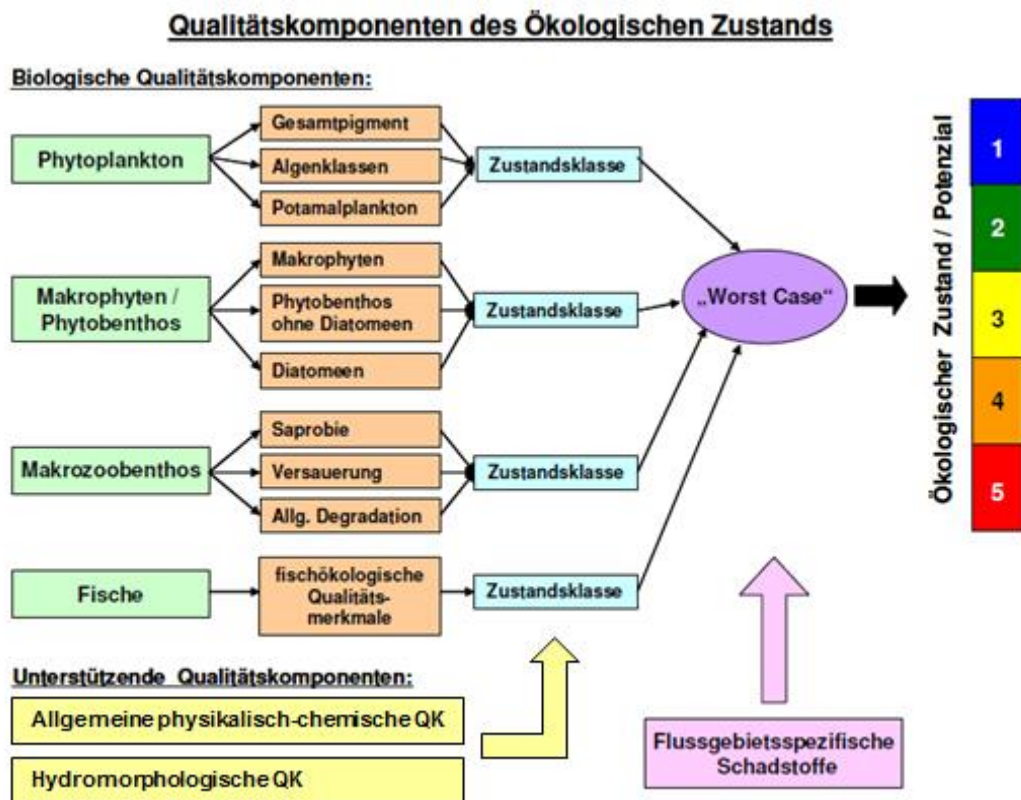 Qualitätskomponenten des Ökologischen Zustands
Biologische Qualitätskomponenten:
Phytoplankton
Gesamtpigment
Algenklassen
Potamalplankton
Zustandsklasse
Makrophyten /
Phytobenthos
Makrophyten
Phytobenthos
ohne Diatomeen
Diatomeen
Zustandsklasse
Makrozoobenthos
Saprobie
Versauerung
Allg. Degradation
Zustandsklasse
Fische
fischökologische
Qualitäts-
merkmale
Zustandsklasse
„Worst Case“
Ökologischer Zustand / Potenzial
1
2
3
4
5
Unterstützende Qualitätskomponenten:
Allgemeine physikalisch-chemische QK
Hydromorphologische QK
Flussgebietsspezifische
Schadstoffe